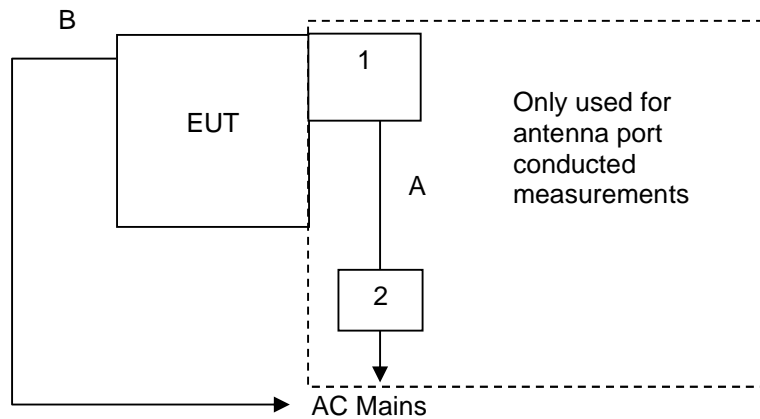 B
1
EUT
Only used for
antenna port
conducted
measurements
A
2
AC Mains